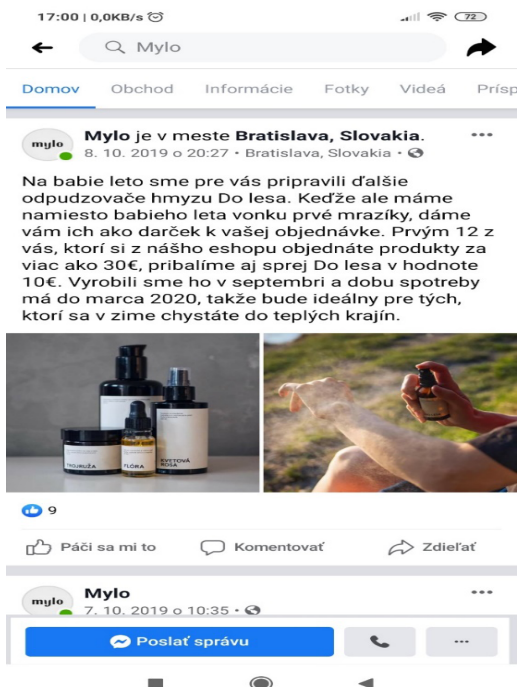 17:00 | 0,0KB/s
72
Mylo
Domov Obchod Informácie Fotky Videá Prísp
mylo
Mylo je v meste Bratislava, Slovakia.
8. 10. 2019 o 20:27 • Bratislava, Slovakia •
Na babie leto sme pre vás pripravili ďalšie
odpudzovače hmyzu Do lesa. Keďže ale máme
namiesto babieho leta vonku prvé mrazíky, dáme
vám ich ako darček k vašej objednávke. Prvým 12 z
vás, ktorí si z nášho eshopu objednáte produkty za
viac ako 30€, pribalíme aj sprej Do lesa v hodnote
10€. Vyrobili sme ho v septembri a dobu spotreby
má do marca 2020, takže bude ideálny pre tých,
ktorí sa v zime chystáte do teplých krajín.
TROJRUŽA
FLÓRA
KVETOVÁ
ROSA
9
Páči sa mi to Komentovať Zdieľať
mylo
Mylo
7. 10. 2019 o 10:35 •
Poslať správu